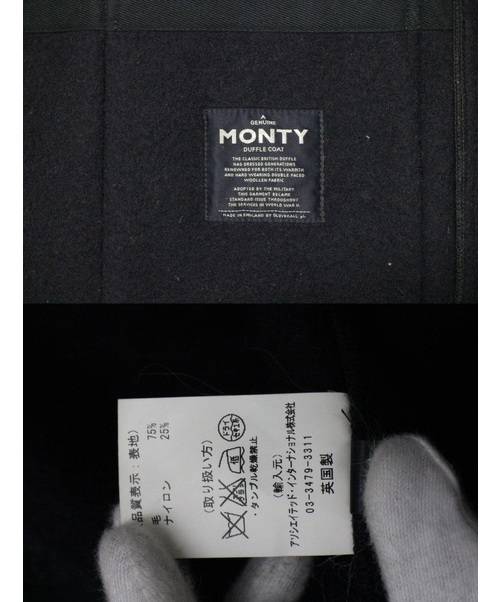 A
GENUINE
MONTY
DUFFLE COAT
THE CLASSIC BRITISH DUFFLE
HAS DRESSED GENERATIONS
RENOWNED FOR BOTH ITS WARMTH
AND HARD WEARING DOUBLE FACED
WOOLLEN FABRIC
ADOPTED BY THE MILITARY
THIS GARMENT BECAME
STANDARD ISSUE THROUGHOUT
THE SERVICES IN WORLD WAR II
MADE IN ENGLAND BY GLOVERALL
品質表示:表地)
毛 75%
ナイロン 25%
(取り扱い方)
ドライ
低
・タンブル乾燥禁止
(輸入元)
アソシエイテッド・インターナショナル株式会社
03-3479-3311
英国製